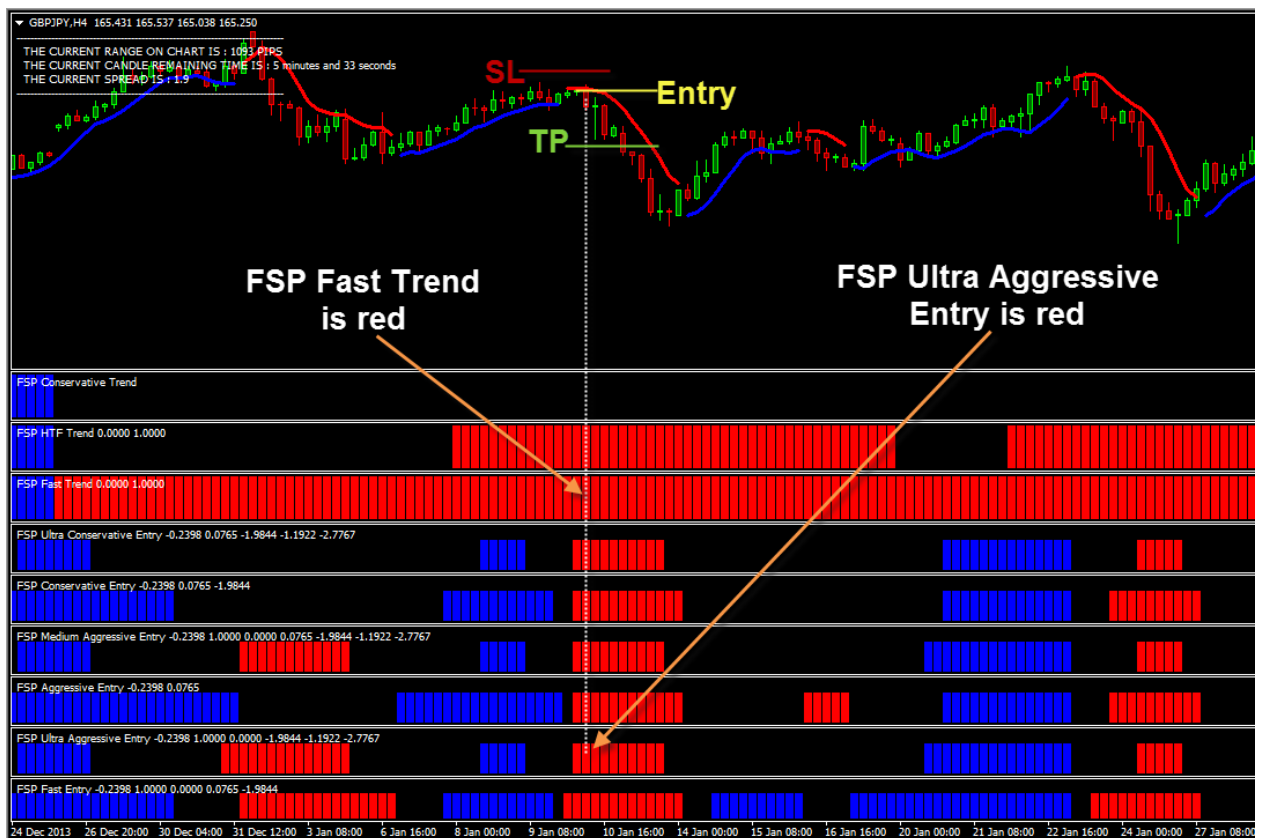 GBPJPY,H4 165.431 165.537 165.038 165.250
THE CURRENT RANGE ON CHART IS : 1093 PIPS
THE CURRENT CANDLE REMAINING TIME IS : 5 minutes and 33 seconds
THE CURRENT SPREAD IS : 1.9
SL
Entry
TP
FSP Fast Trend
is red
FSP Ultra Aggressive
Entry is red
FSP Conservative Trend
FSP HTF Trend 0.0000 1.0000
FSP Fast Trend 0.0000 1.0000
FSP Ultra Conservative Entry -0.2398 0.0765 -1.9844 -1.1922 -2.7767
FSP Conservative Entry -0.2398 0.0765 -1.9844
FSP Medium Aggressive Entry -0.2398 1.0000 0.0000 0.0765 -1.9844 -1.1922 -2.7767
FSP Aggressive Entry -0.2398 0.0765
FSP Ultra Aggressive Entry -0.2398 1.0000 0.0000 -1.9844 -1.1922 -2.7767
FSP Fast Entry -0.2398 1.0000 0.0000 0.0765 -1.9844
24 Dec 2013 26 Dec 20:00 30 Dec 04:00 31 Dec 12:00 3 Jan 08:00 6 Jan 16:00 8 Jan 00:00 9 Jan 08:00 10 Jan 16:00 14 Jan 00:00 15 Jan 08:00 16 Jan 16:00 20 Jan 00:00 21 Jan 08:00 22 Jan 16:00 24 Jan 00:00 27 Jan 08:00